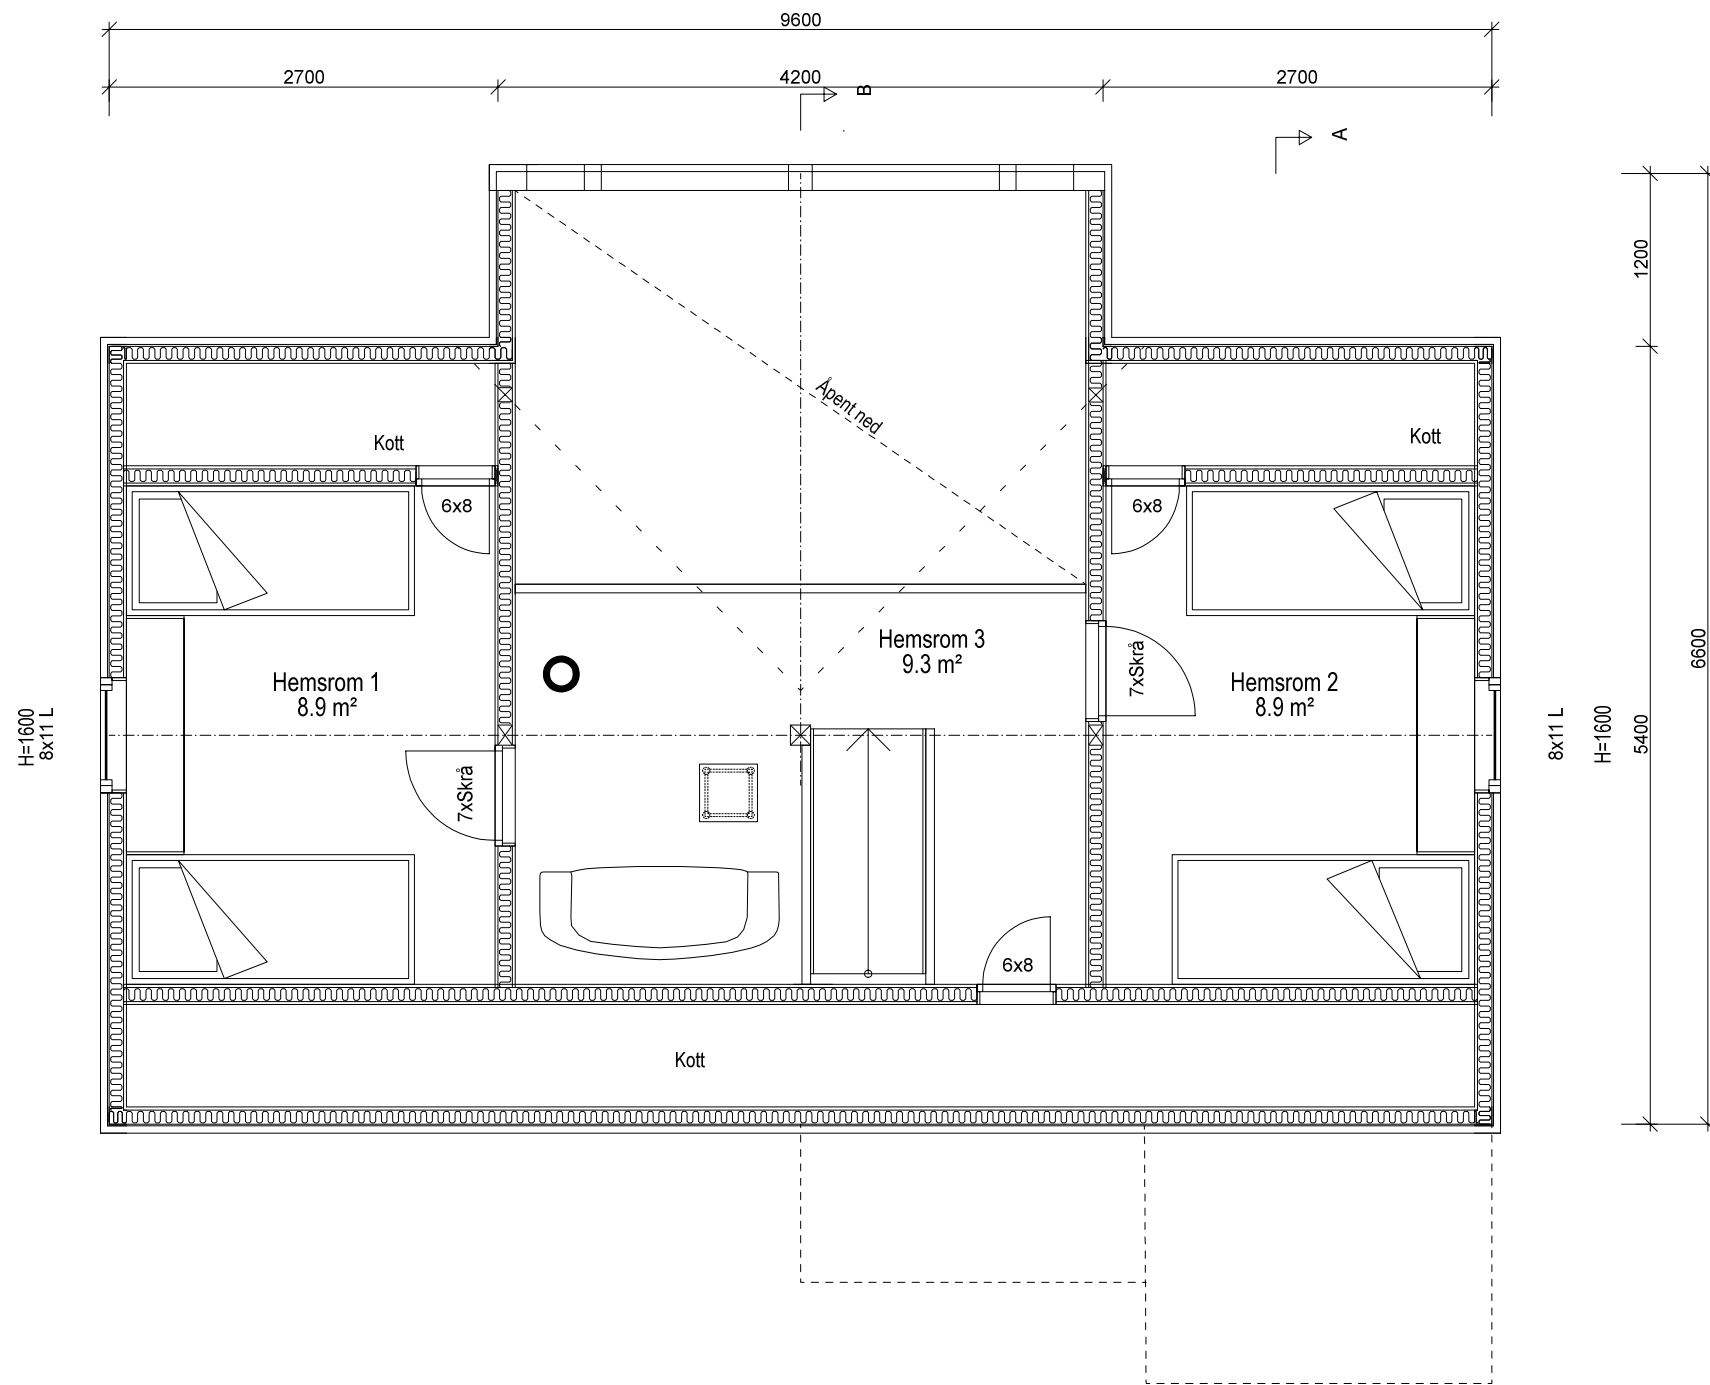 9600
2700
4200
2700
B
A
1200
Åpent ned
Kott
Kott
6x8
6x8
Hemsrom 3
9.3 m²
7xSkrå
6600
Hemsrom 1
8.9 m²
Hemsrom 2
8.9 m²
H=1600
8x11 L
8x11 L
H=1600
5400
7xSkrå
6x8
Kott